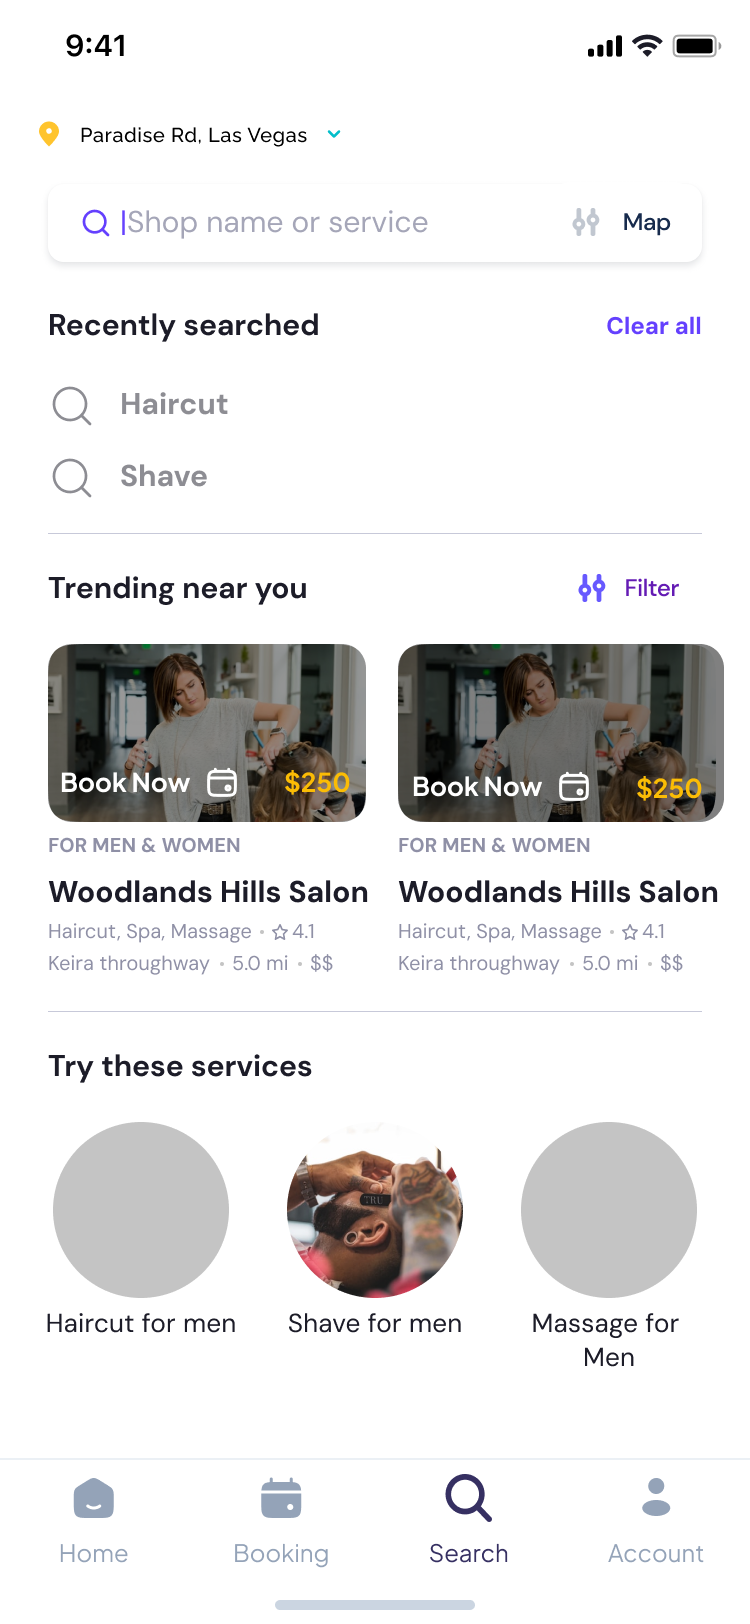 9:41
Paradise Rd, Las Vegas
Shop name or service
Map
Recently searched
Clear all
Haircut
Shave
Trending near you
Filter
Book Now
$250
Book Now
$250
FOR MEN & WOMEN
FOR MEN & WOMEN
Woodlands Hills Salon
Woodlands Hills Salon
Haircut, Spa, Massage • 4.1
Haircut, Spa, Massage • 4.1
Keira throughway • 5.0 mi • $$
Keira throughway • 5.0 mi • $$
Try these services
TRU
Haircut for men
Shave for men
Massage for
Men
Home
Booking
Search
Account